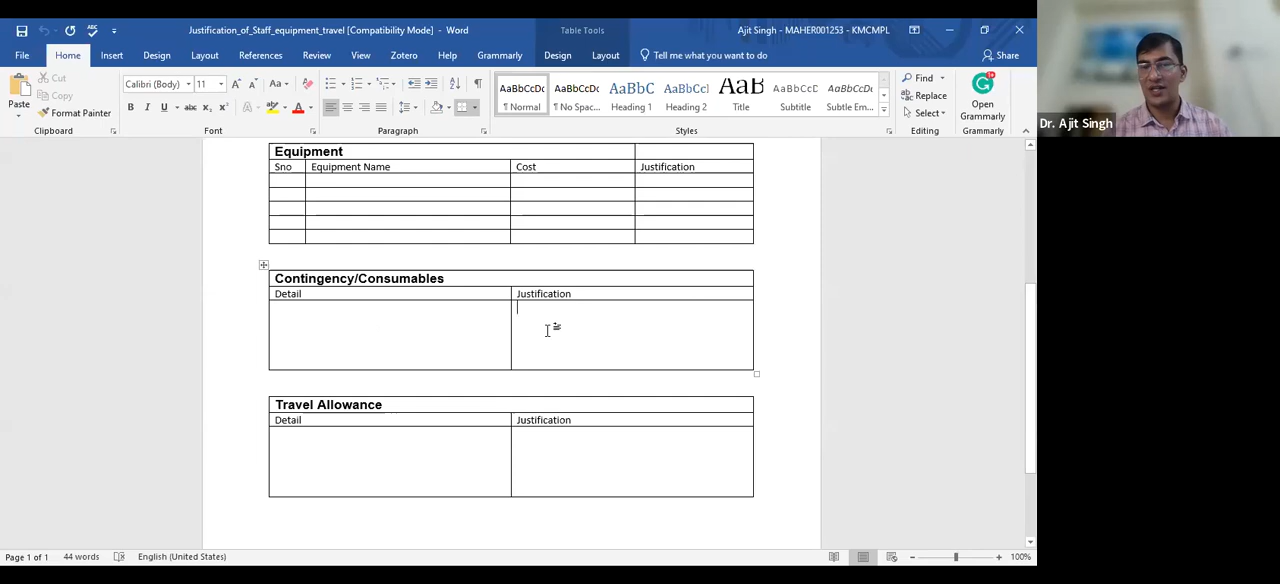 Justification_of_Staff_equipment_travel [Compatibility Mode] - Word
Table Tools
Ajit Singh - MAHER001253 - KMCMPL
File Home Insert Design Layout References Review View Zotero Help Grammarly Design Layout Tell me what you want to do Share
Cut
Copy
Format Painter
Paste
Clipboard
Calibri (Body) 11
Font
Paragraph
AaBbCcDc AaBbCcDc AaBbC AaBbCcI AaB AaBbCcD AaBbCcDc
¶ Normal ¶ No Spac... Heading 1 Heading 2 Title Subtitle Subtle Em...
Styles
Find
Replace
Select
Editing
Open
Grammarly
Grammarly
Dr. Ajit Singh
Equipment
Sno Equipment Name Cost Justification
Contingency/Consumables
Detail Justification
Travel Allowance
Detail Justification
Page 1 of 1 44 words English (United States) 100%